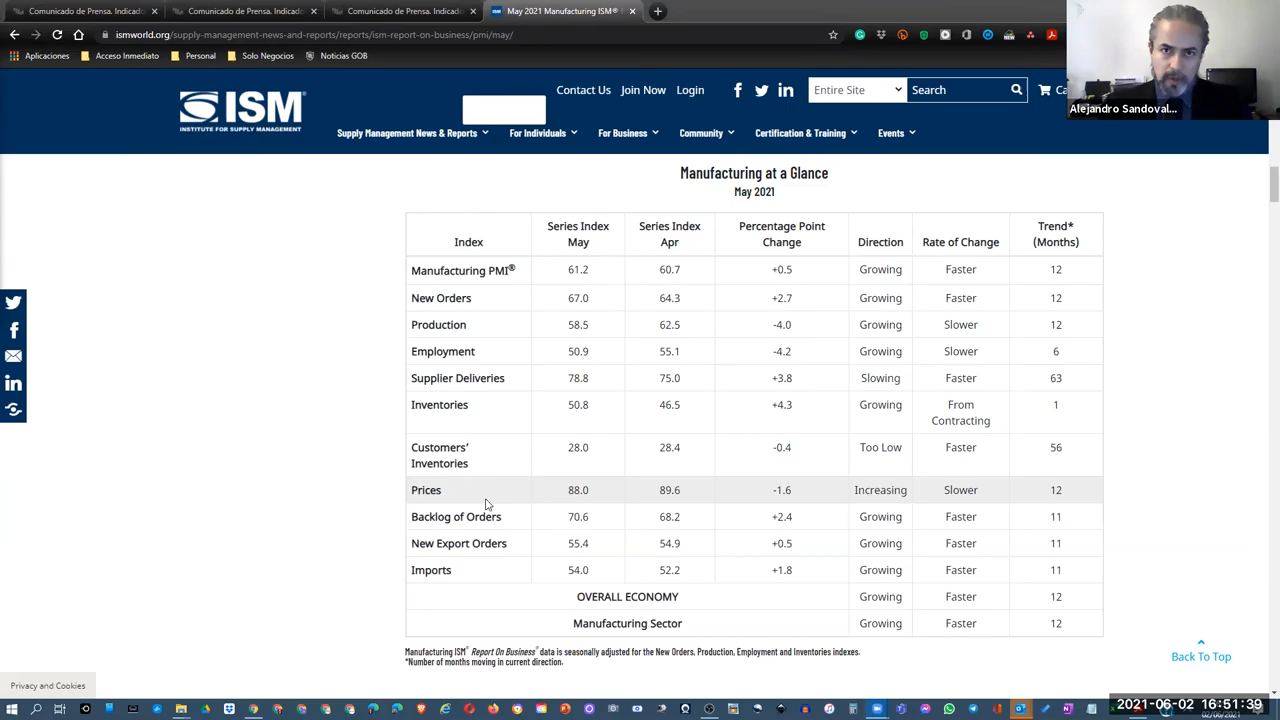 Comunicado de Prensa. Indicado
Comunicado de Prensa. Indicado
Comunicado de Prensa. Indicado
May 2021 Manufacturing ISM®
ismworld.org/supply-management-news-and-reports/reports/ism-report-on-business/pmi/may/
Aplicaciones
Acceso Inmediato
Personal
Solo Negocios
Noticias GOB
Alejandro Sandoval...
ISM®
INSTITUTE FOR SUPPLY MANAGEMENT®
Contact Us Join Now Login
Entire Site
Search
Ca
Supply Management News & Reports
For Individuals
For Business
Community
Certification & Training
Events
Manufacturing at a Glance
May 2021
Index Series Index May Series Index Apr Percentage Point Change Direction Rate of Change Trend* (Months)
Manufacturing PMI® 61.2 60.7 +0.5 Growing Faster 12
New Orders 67.0 64.3 +2.7 Growing Faster 12
Production 58.5 62.5 -4.0 Growing Slower 12
Employment 50.9 55.1 -4.2 Growing Slower 6
Supplier Deliveries 78.8 75.0 +3.8 Slowing Faster 63
Inventories 50.8 46.5 +4.3 Growing From Contracting 1
Customers' Inventories 28.0 28.4 -0.4 Too Low Faster 56
Prices 88.0 89.6 -1.6 Increasing Slower 12
Backlog of Orders 70.6 68.2 +2.4 Growing Faster 11
New Export Orders 55.4 54.9 +0.5 Growing Faster 11
Imports 54.0 52.2 +1.8 Growing Faster 11
OVERALL ECONOMY Growing Faster 12
Manufacturing Sector Growing Faster 12
Manufacturing ISM® Report On Business® data is seasonally adjusted for the New Orders, Production, Employment and Inventories indexes.
*Number of months moving in current direction.
Back To Top
Privacy and Cookies
2021-06-02 16:51:39